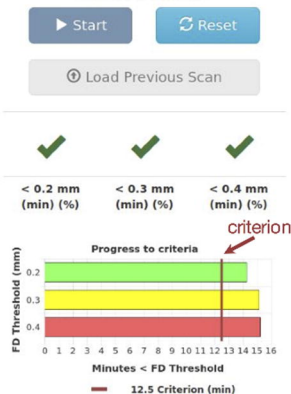 Start
Reset
Load Previous Scan
< 0.2 mm (min) (%)
< 0.3 mm (min) (%)
< 0.4 mm (min) (%)
criterion
Progress to criteria
FD Threshold (mm)
0.2
0.3
0.4
0 1 2 3 4 5 6 7 8 9 10 11 12 13 14 15 16
Minutes < FD Threshold
12.5 Criterion (min)